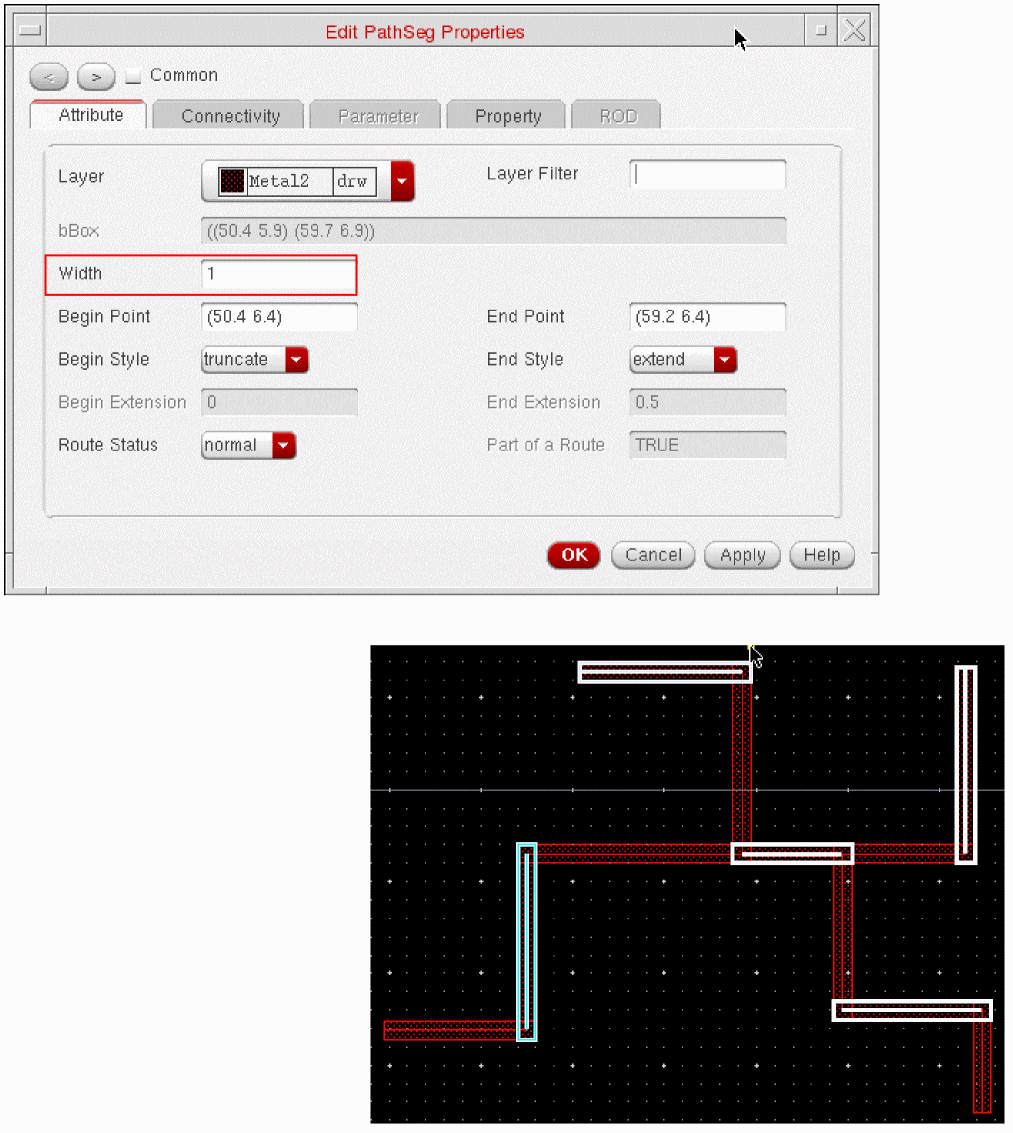 Edit PathSeg Properties
< > Common
Attribute Connectivity Parameter Property ROD
Layer Metal2 drw Layer Filter
bBox ((50.4 5.9) (59.7 6.9))
Width 1
Begin Point (50.4 6.4) End Point (59.2 6.4)
Begin Style truncate End Style extend
Begin Extension 0 End Extension 0.5
Route Status normal Part of a Route TRUE
OK Cancel Apply Help